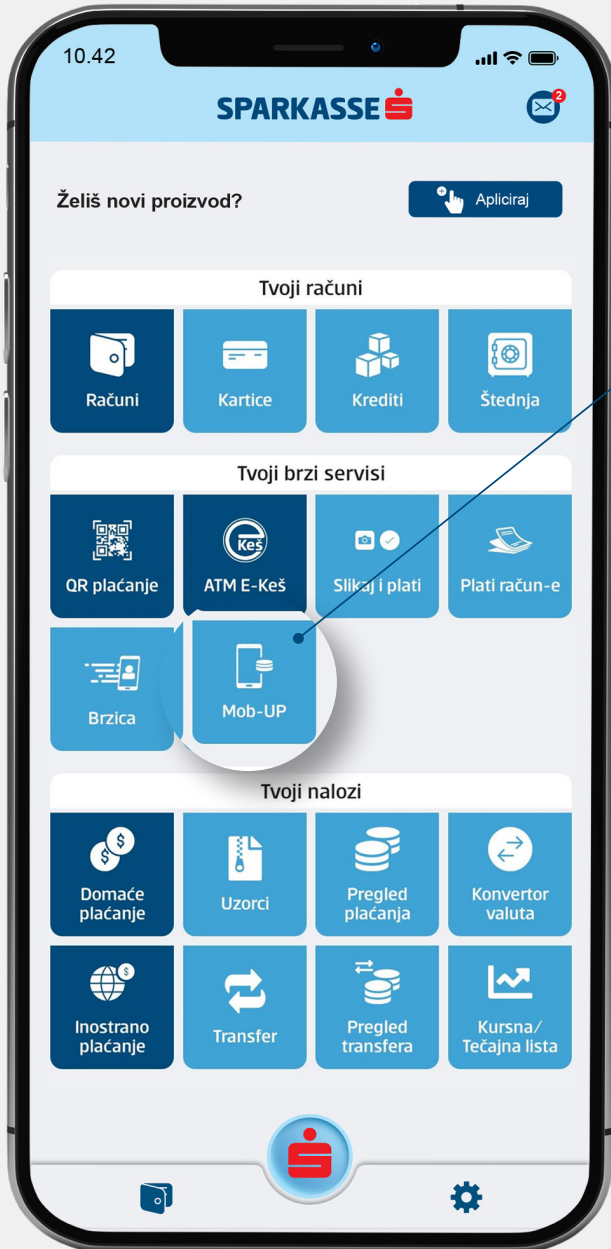 10.42
SPARKASSE
2
Želiš novi proizvod?
Apliciraj
Tvoji računi
Računi
Kartice
Krediti
Štednja
Tvoji brzi servisi
QR plaćanje
Keš
ATM E-Keš
Slikaj i plati
Plati račun-e
Brzica
Mob-UP
Tvoji nalozi
Domaće
plaćanje
Uzorci
Pregled
plaćanja
Konvertor
valuta
Inostrano
plaćanje
Transfer
Pregled
transfera
Kursna/
Tečajna lista